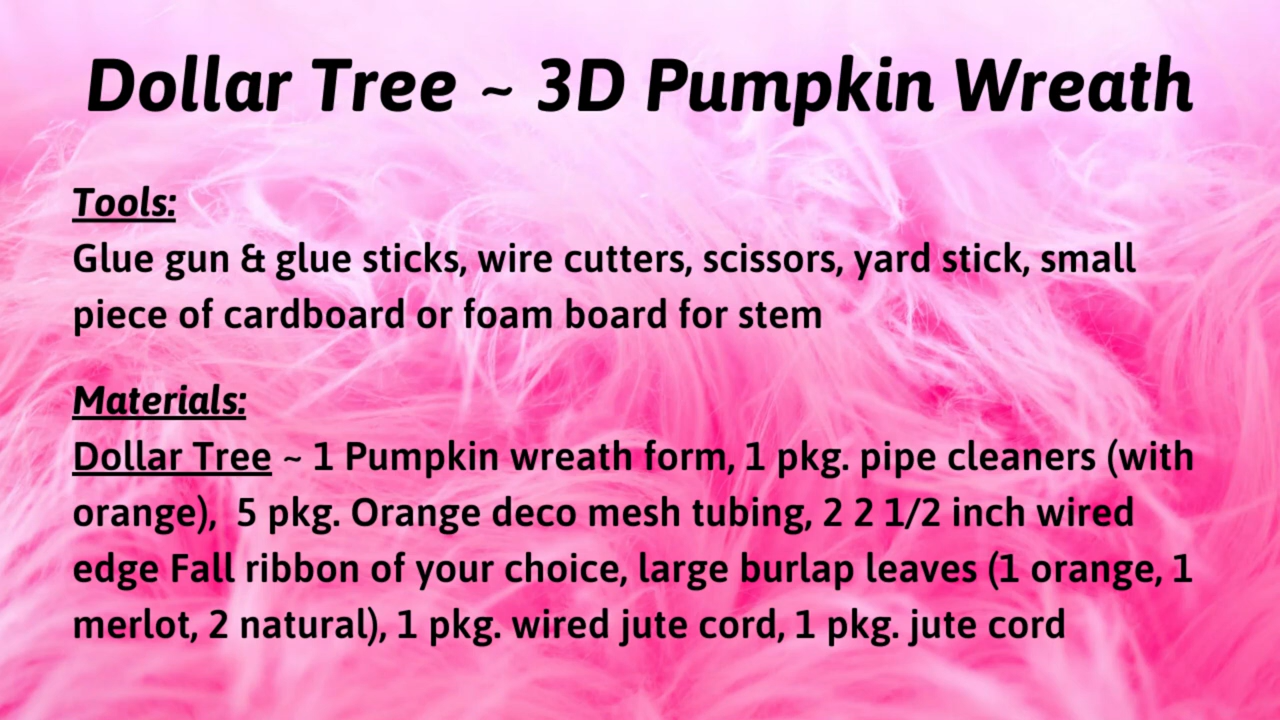 Dollar Tree ~ 3D Pumpkin Wreath
Tools:
Glue gun & glue sticks, wire cutters, scissors, yard stick, small
piece of cardboard or foam board for stem
Materials:
Dollar Tree ~ 1 Pumpkin wreath form, 1 pkg. pipe cleaners (with
orange),  5 pkg. Orange deco mesh tubing, 2 2 1/2 inch wired
edge Fall ribbon of your choice, large burlap leaves (1 orange, 1
merlot, 2 natural), 1 pkg. wired jute cord, 1 pkg. jute cord